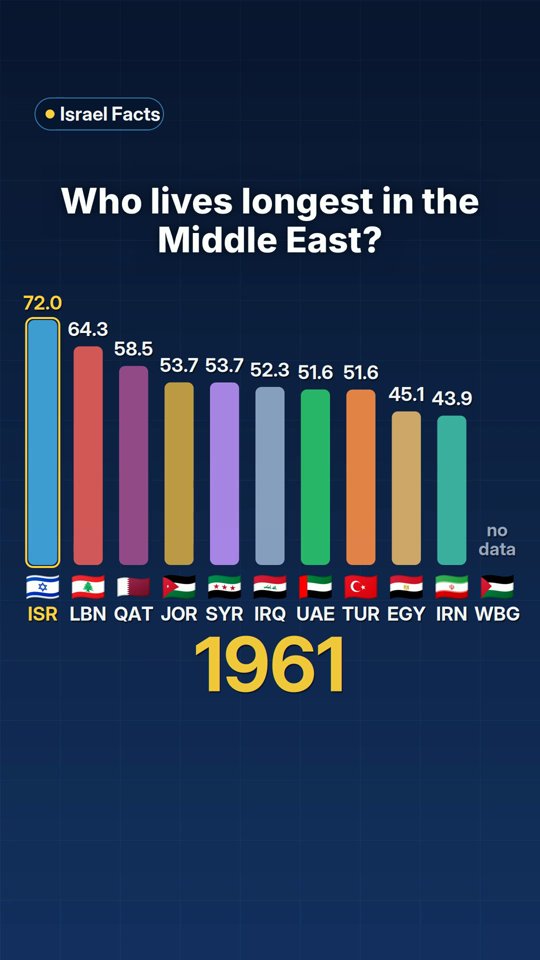 Israel Facts
Who lives longest in the
Middle East?
72.0
64.3
58.5
53.7
53.7
52.3
51.6
51.6
45.1
43.9
no
data
ISR LBN QAT JOR SYR IRQ UAE TUR EGY IRN WBG
1961